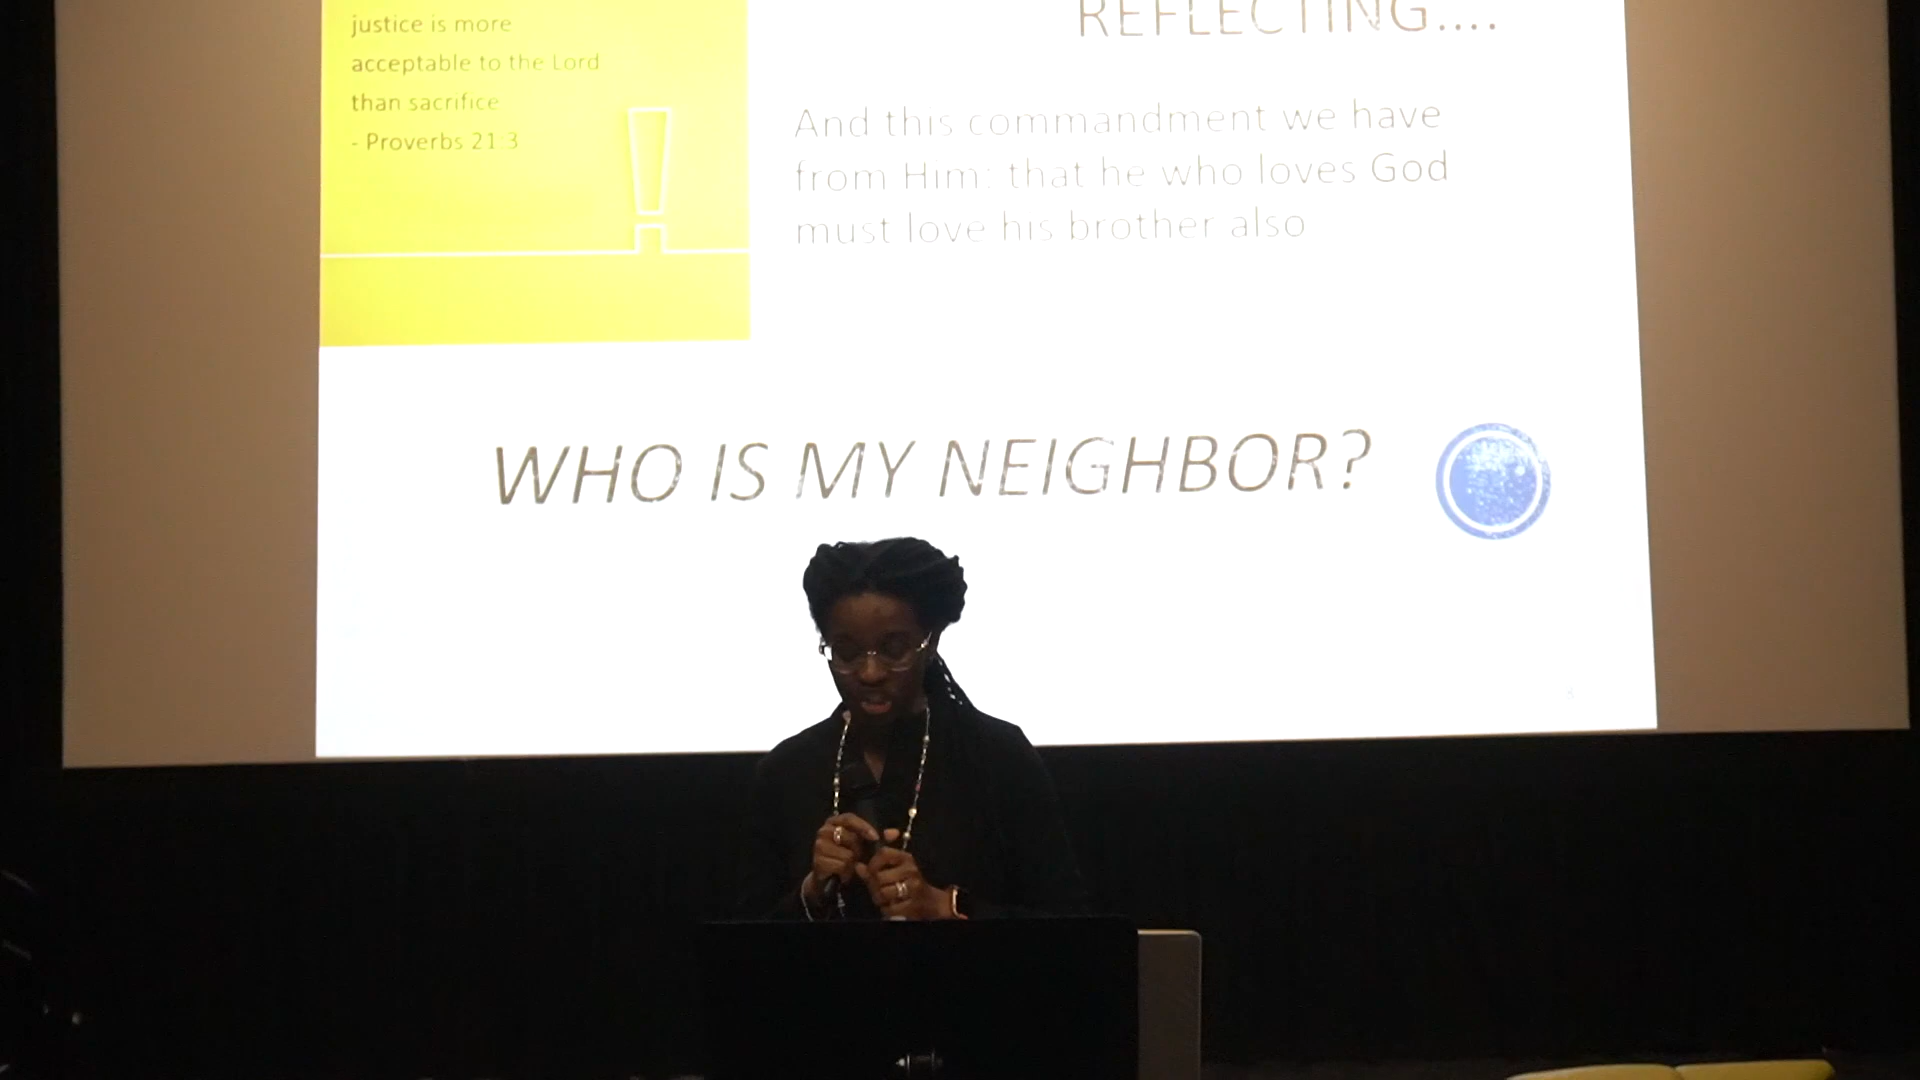 justice is more
acceptable to the Lord
than sacrifice
- Proverbs 21:3
REFLECTING....
And this commandment we have
from Him: that he who loves God
must love his brother also
WHO IS MY NEIGHBOR?